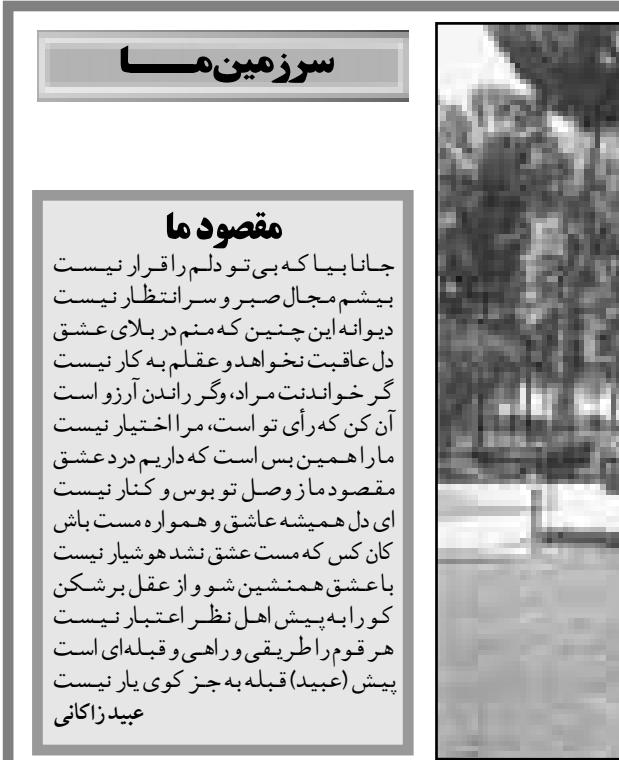 سرزمین‌مـــا
مقصود ما
جانا بیا که بی تو دلم را قرار نیست
بیشم مجال صبر و سر انتظار نیست
دیوانه این چنین که منم در بلای عشق
دل عاقبت نخواهد و عقلم به کار نیست
گر خواندنت مراد، وگر راندن آرزو است
آن کن که رأی تو است، مرا اختیار نیست
ما را همین بس است که داریم درد عشق
مقصود ما ز وصل تو بوس و کنار نیست
ای دل همیشه عاشق و همواره مست باش
کان کس که مست عشق نشد هوشیار نیست
با عشق همنشین شو و از عقل برشکن
کو را به پیش اهل نظر اعتبار نیست
هر قوم را طریقی و راهی و قبله‌ای است
پیش (عبید) قبله به جز کوی یار نیست
عبید زاکانی